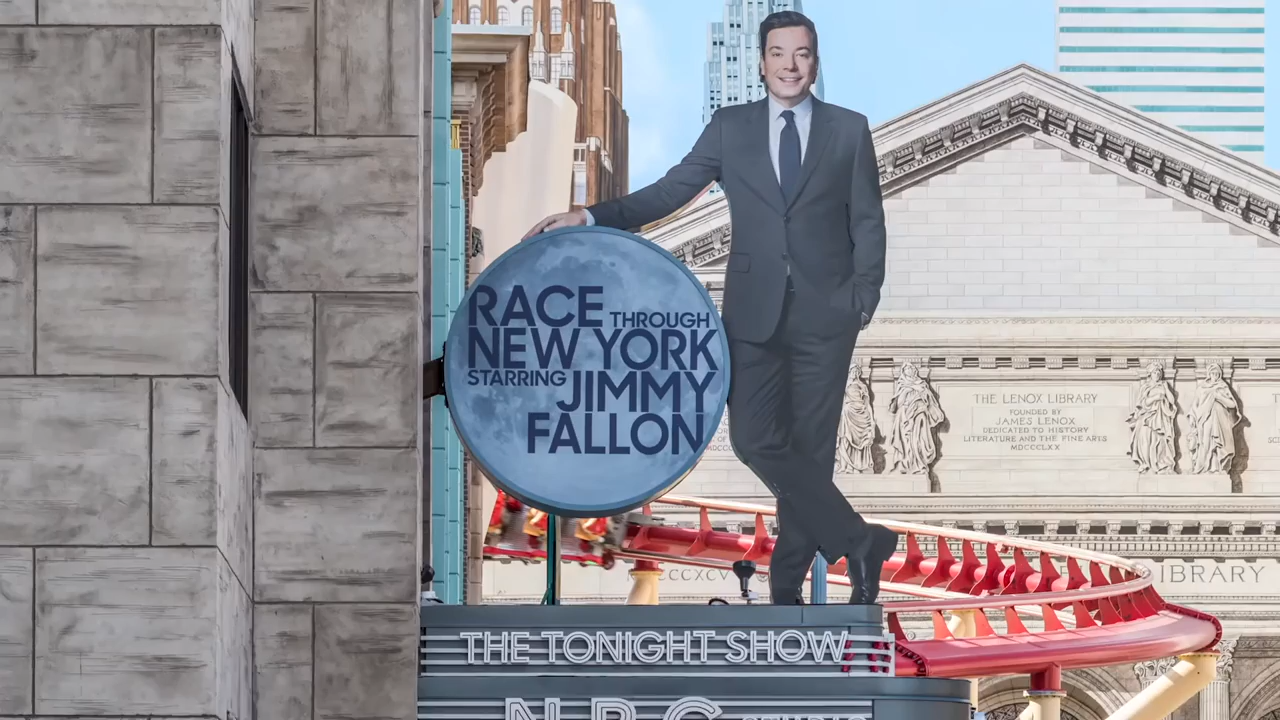 RACE THROUGH
NEW YORK
STARRING JIMMY
FALLON
THE TONIGHT SHOW
NBC
THE LENOX LIBRARY
FOUNDED BY
JAMES LENOX
DEDICATED TO HISTORY
LITERATURE AND THE FINE ARTS
MDCCCLXX
LIBRARY